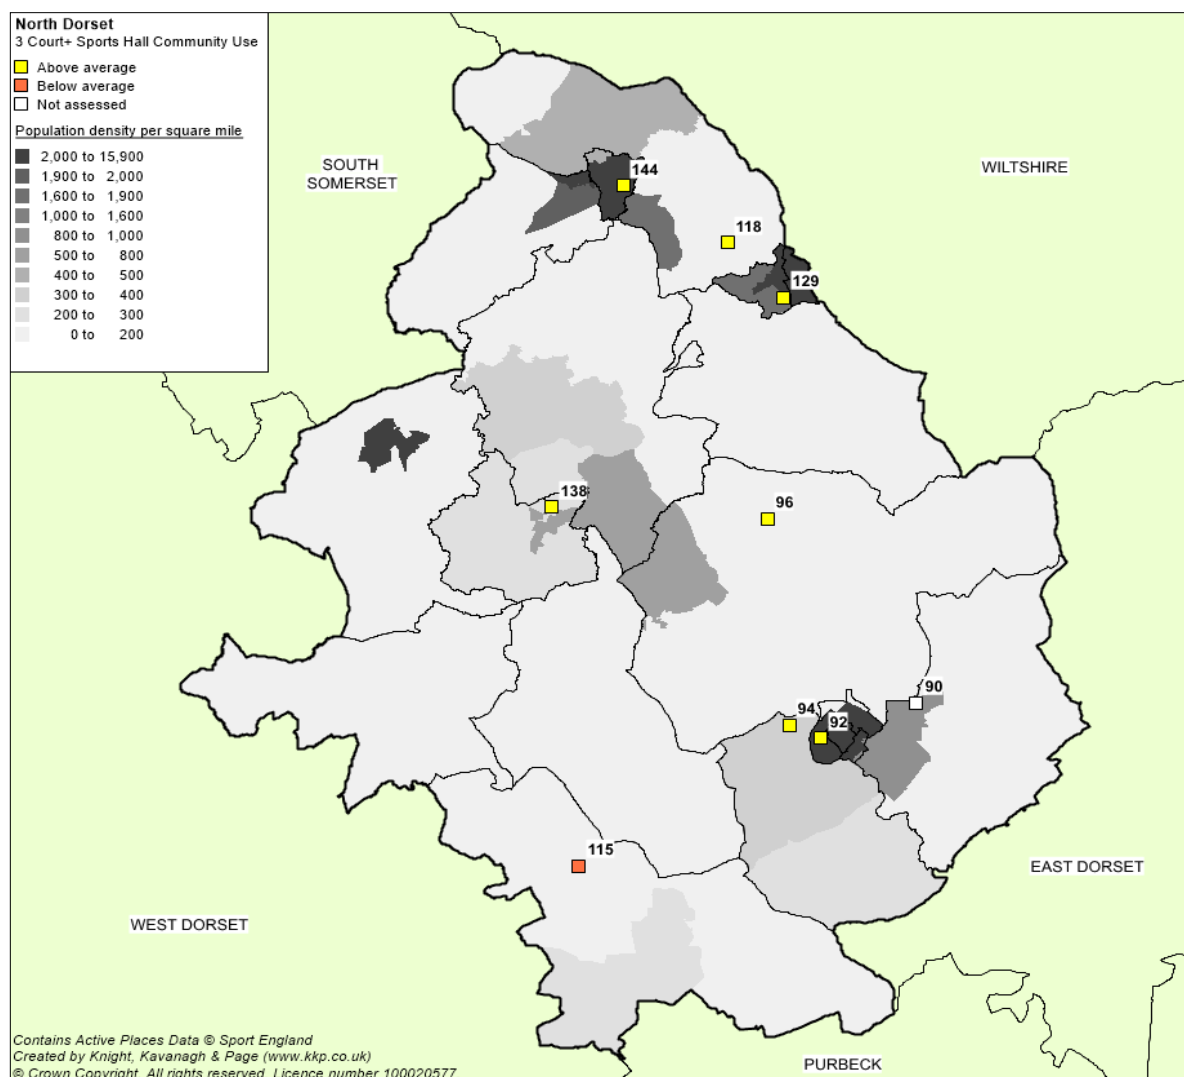 North Dorset
3 Court+ Sports Hall Community Use
Above average
Below average
Not assessed
Population density per square mile
2,000 to 15,900
1,900 to 2,000
1,600 to 1,900
1,000 to 1,600
800 to 1,000
500 to 800
400 to 500
300 to 400
200 to 300
0 to 200
SOUTH
SOMERSET
WILTSHIRE
144
118
129
138
96
90
94
92
115
EAST DORSET
WEST DORSET
PURBECK
Contains Active Places Data © Sport England
Created by Knight, Kavanagh & Page (www.kkp.co.uk)
© Crown Copyright. All rights reserved. Licence number 100020577